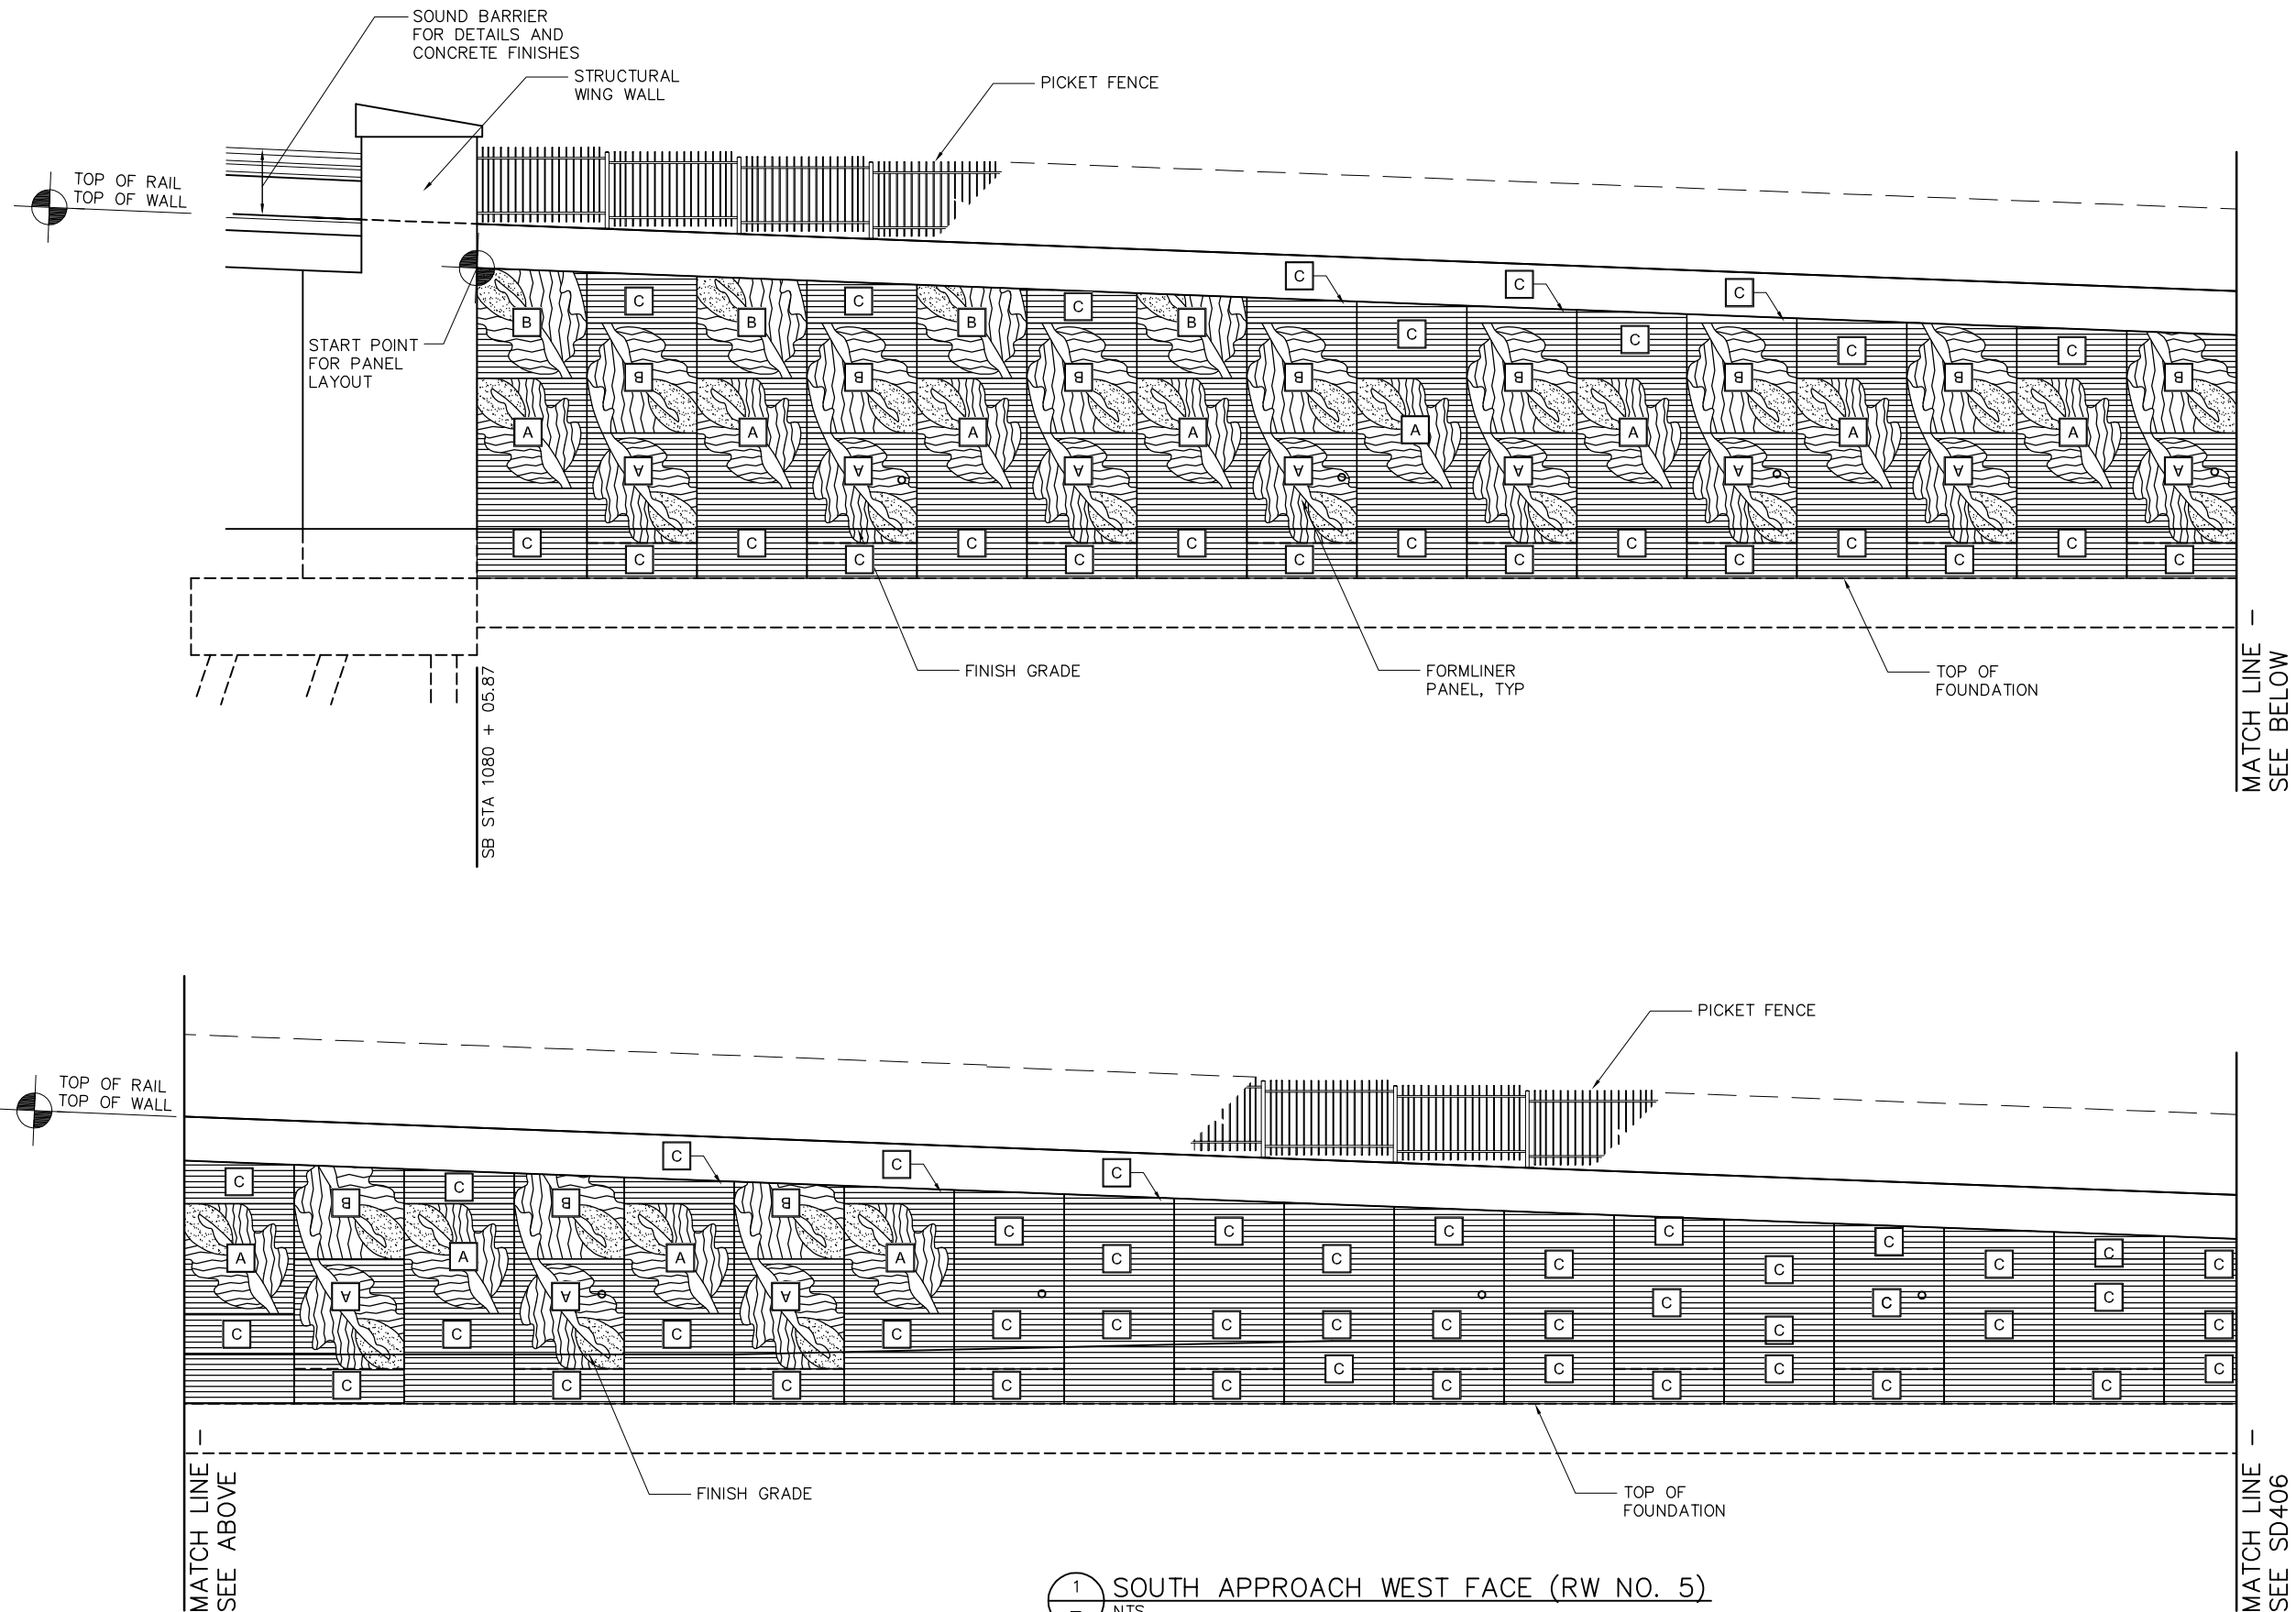 SOUND BARRIER
FOR DETAILS AND
CONCRETE FINISHES
STRUCTURAL
WING WALL
PICKET FENCE
TOP OF RAIL
TOP OF WALL
START POINT
FOR PANEL
LAYOUT
C C C
B C B C B C B C C C C
B B B B B B B B
A A A A A A A A
A A A A A A A A
C C C C C C C C
C C C C C C C C
FINISH GRADE
FORMLINER
PANEL, TYP
TOP OF
FOUNDATION
SB STA 1080 + 05.87
MATCH LINE –
SEE BELOW
PICKET FENCE
TOP OF RAIL
TOP OF WALL
C C C
C B C B B C C C C C C
A A A A C C C C C C
A A A C C C
C C C C C C C C C C C C C
C C C C
C C C C C C C C
FINISH GRADE
TOP OF
FOUNDATION
MATCH LINE –
SEE ABOVE
MATCH LINE –
SEE SD406
1 SOUTH APPROACH WEST FACE (RW NO. 5)
– NTS